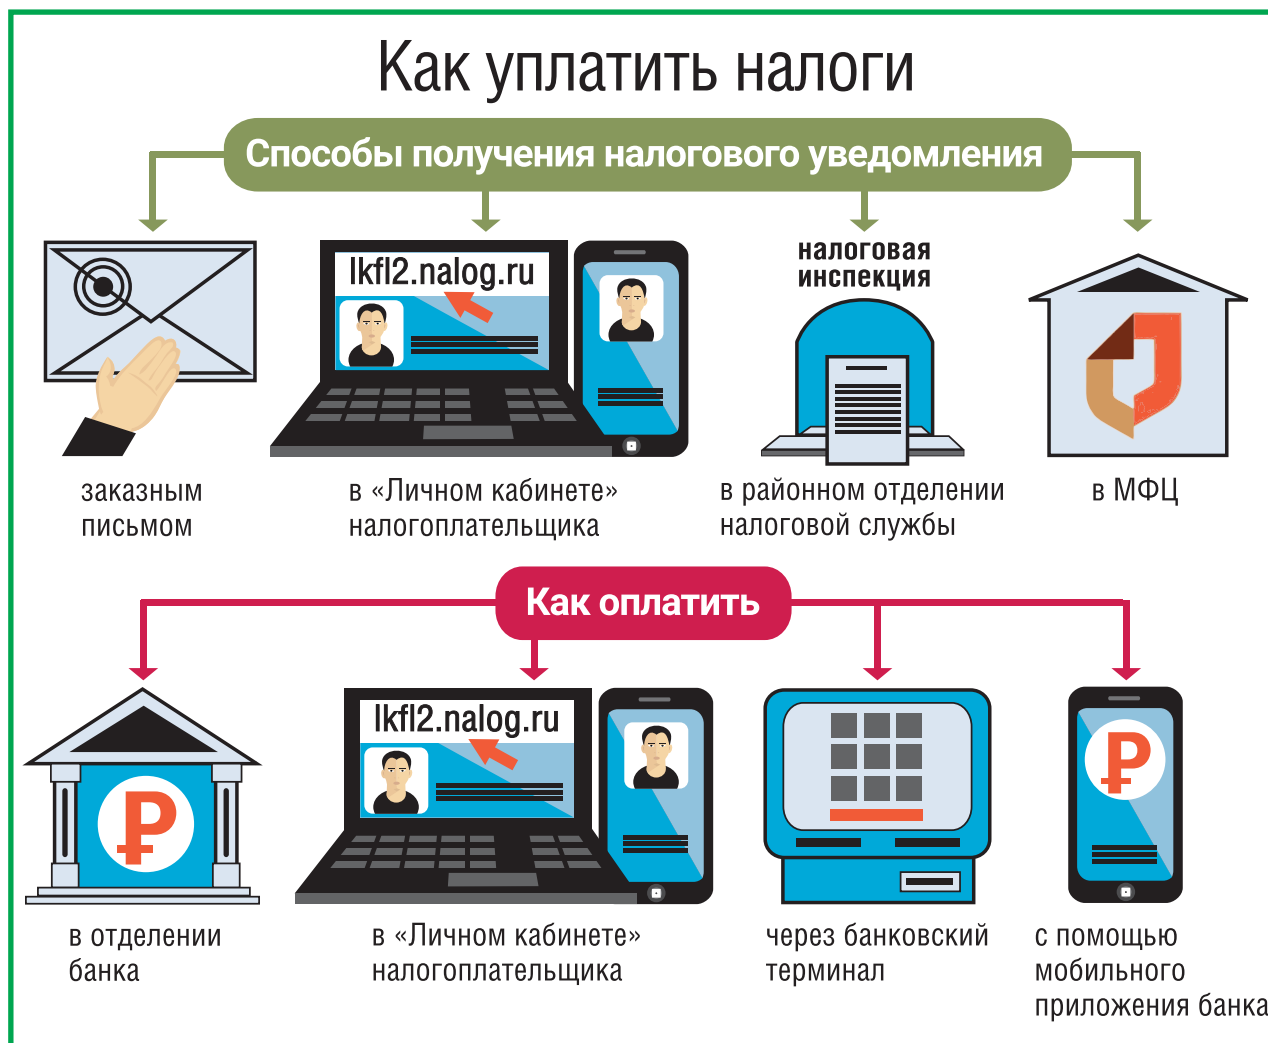 Как уплатить налоги
Способы получения налогового уведомления
lkfl2.nalog.ru
налоговая
инспекция
заказным
письмом
в «Личном кабинете»
налогоплательщика
в районном отделении
налоговой службы
в МФЦ
Как оплатить
lkfl2.nalog.ru
в отделении
банка
в «Личном кабинете»
налогоплательщика
через банковский
терминал
с помощью
мобильного
приложения банка